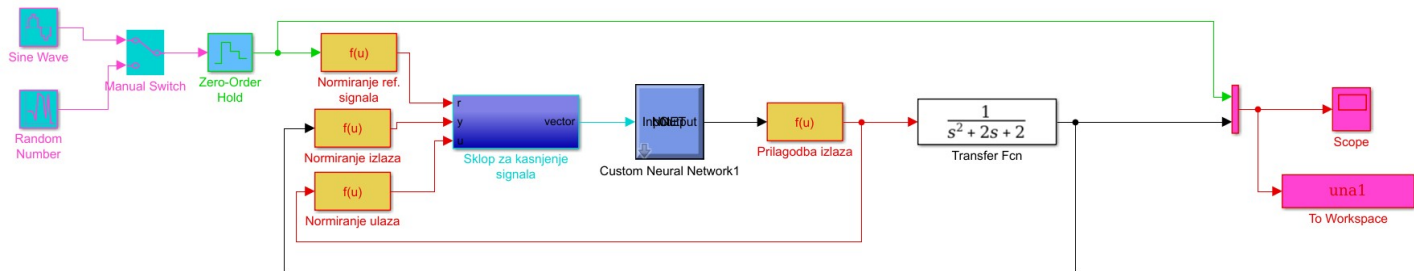 Sine Wave
Random
Number
Manual Switch
Zero-Order
Hold
f(u)
Normiranje ref.
signala
f(u)
Normiranje izlaza
f(u)
Normiranje ulaza
r
y
u
vector
Sklop za kasnjenje
signala
Custom Neural Network1
f(u)
Prilagodba izlaza
1
s² + 2s + 2
Transfer Fcn
Scope
una1
To Workspace